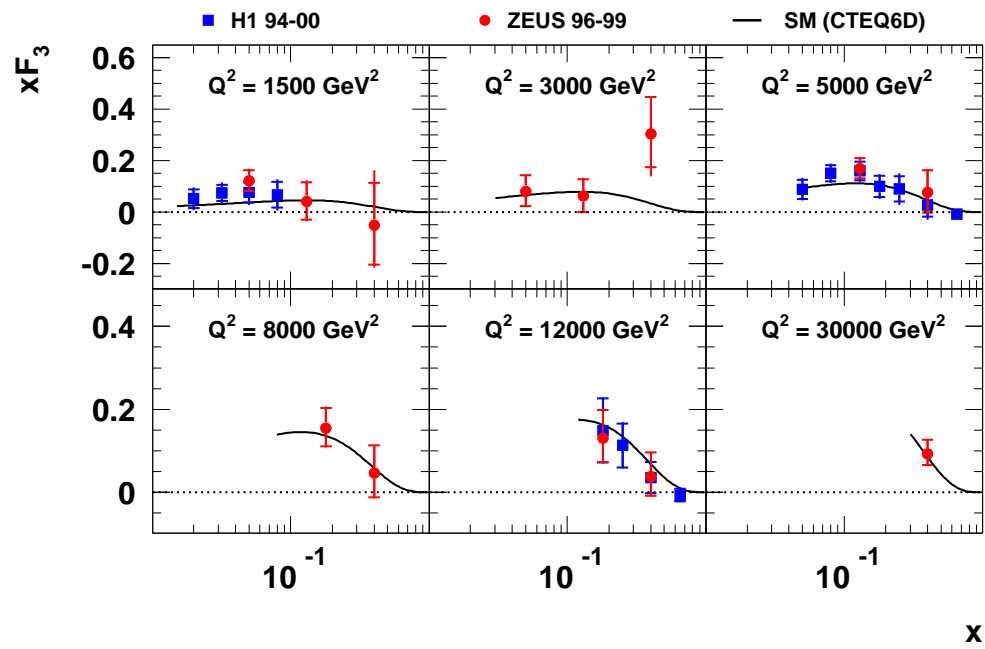 H1 94-00 ZEUS 96-99 SM (CTEQ6D)
xF₃
Q² = 1500 GeV² Q² = 3000 GeV² Q² = 5000 GeV²
0.6
0.4
0.2
0
-0.2
Q² = 8000 GeV² Q² = 12000 GeV² Q² = 30000 GeV²
0.4
0.2
0
10⁻¹ 10⁻¹ 10⁻¹
x